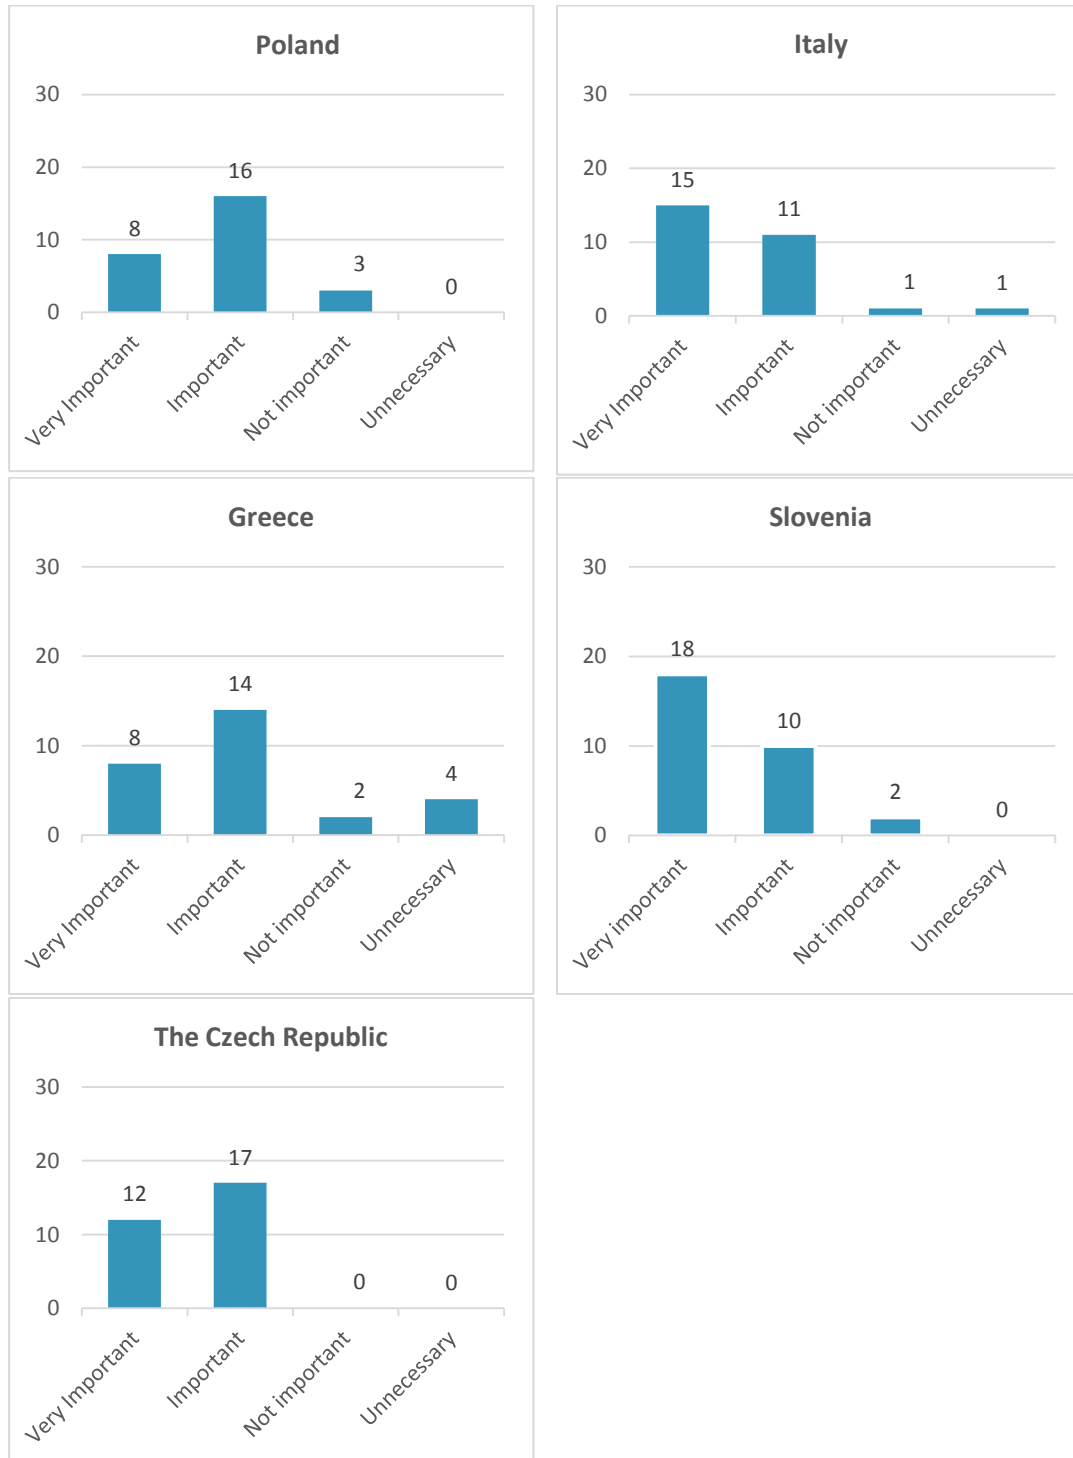 Poland
30
20
10
0
8
16
3
0
Very Important
Important
Not important
Unnecessary
Italy
30
20
10
0
15
11
1
1
Very Important
Important
Not important
Unnecessary
Greece
30
20
10
0
8
14
2
4
Very Important
Important
Not important
Unnecessary
Slovenia
30
20
10
0
18
10
2
0
Very important
Important
Not important
Unnecessary
The Czech Republic
30
20
10
0
12
17
0
0
Very Important
Important
Not important
Unnecessary